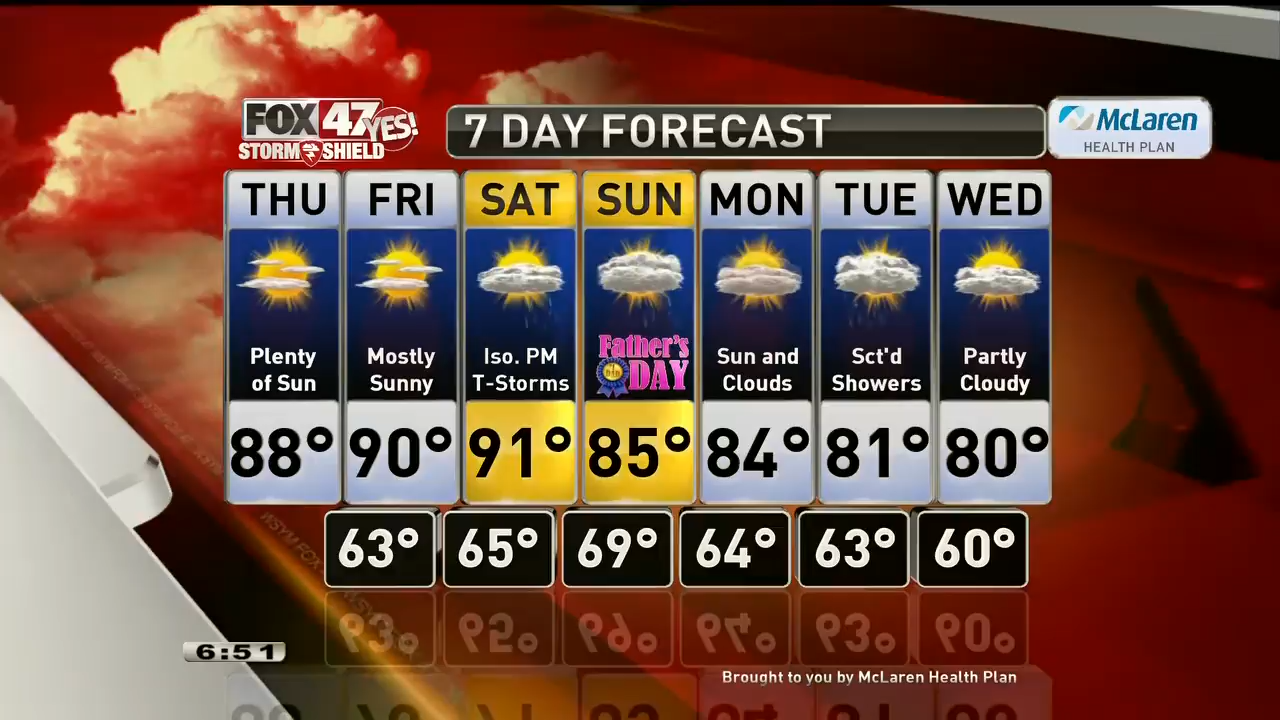 FOX 47 YES!
STORM SHIELD
7 DAY FORECAST
McLaren
HEALTH PLAN
THU FRI SAT SUN MON TUE WED
Plenty of Sun
Mostly Sunny
Iso. PM T-Storms
Father's DAY
Sun and Clouds
Sct'd Showers
Partly Cloudy
88° 90° 91° 85° 84° 81° 80°
63° 65° 69° 64° 63° 60°
WSYM FOX
6:51
Brought to you by McLaren Health Plan